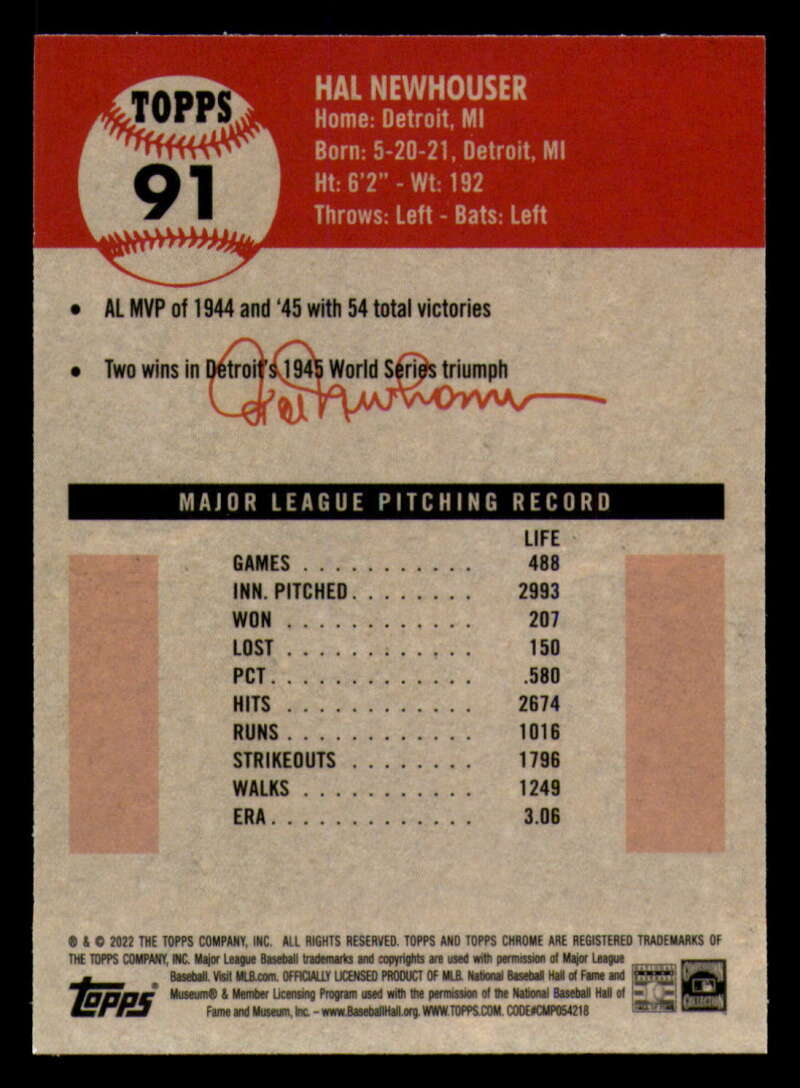 TOPPS
91
HAL NEWHOUSER
Home: Detroit, MI
Born: 5-20-21, Detroit, MI
Ht: 6'2" - Wt: 192
Throws: Left - Bats: Left
• AL MVP of 1944 and '45 with 54 total victories
• Two wins in Detroit's 1945 World Series triumph
Hal Newhouser
MAJOR LEAGUE PITCHING RECORD
LIFE
GAMES . . . . . . . . . . . 488
INN. PITCHED. . . . . . . . 2993
WON . . . . . . . . . . . . 207
LOST . . . . . . . . . . . . 150
PCT. . . . . . . . . . . . . .580
HITS . . . . . . . . . . . . 2674
RUNS . . . . . . . . . . . . 1016
STRIKEOUTS . . . . . . . . 1796
WALKS . . . . . . . . . . . 1249
ERA. . . . . . . . . . . . . 3.06
® & © 2022 THE TOPPS COMPANY, INC. ALL RIGHTS RESERVED. TOPPS AND TOPPS CHROME ARE REGISTERED TRADEMARKS OF
THE TOPPS COMPANY, INC. Major League Baseball trademarks and copyrights are used with permission of Major League
Baseball. Visit MLB.com. OFFICIALLY LICENSED PRODUCT OF MLB. National Baseball Hall of Fame and
Museum® & Member Licensing Program used with the permission of the National Baseball Hall of
Fame and Museum, Inc. – www.BaseballHall.org. WWW.TOPPS.COM. CODE#CMP054218
topps®